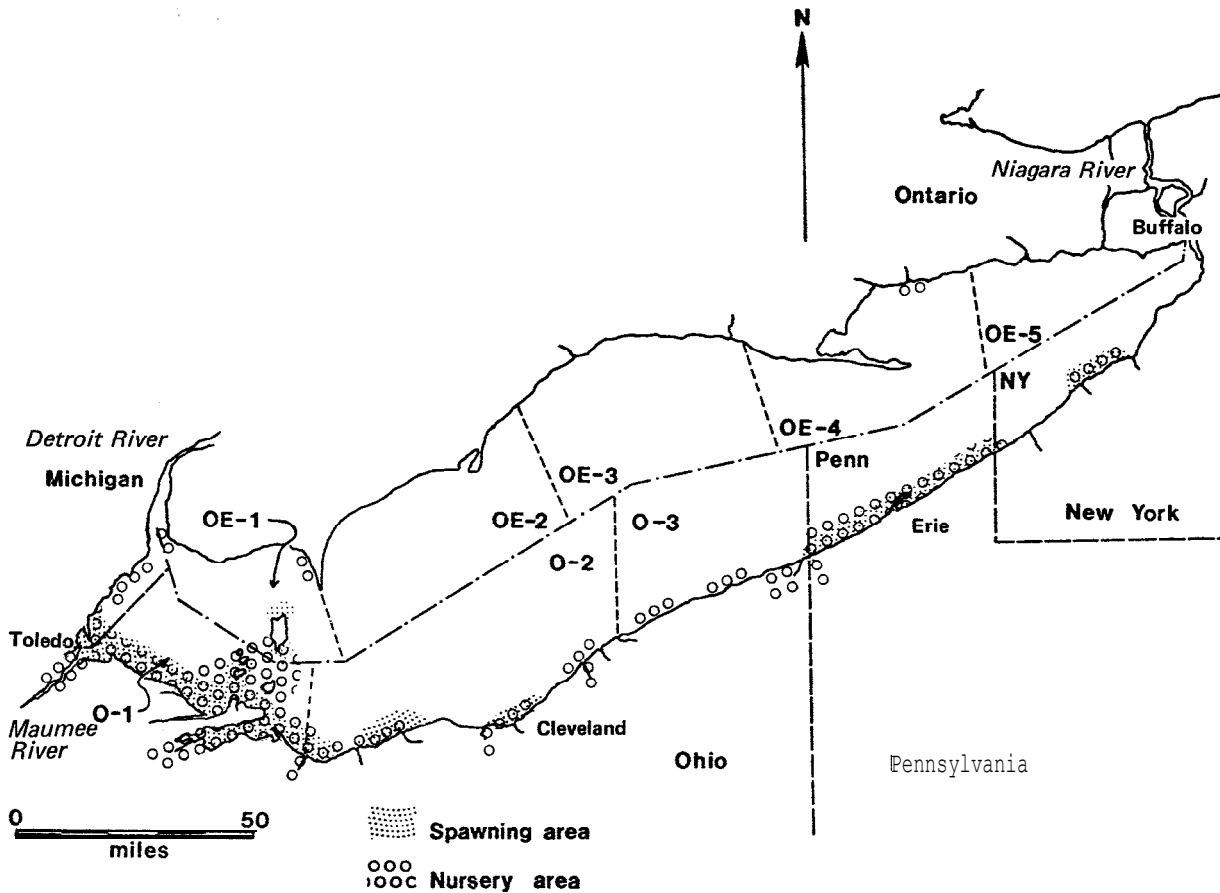 N
Niagara River
Ontario
Buffalo
OE-5
NY
Detroit River
Michigan
OE-4
Penn
OE-3
OE-1
OE-2
O-3
New York
Erie
O-2
Toledo
O-1
Maumee
River
Cleveland
Ohio
Pennsylvania
0 50
miles
Spawning area
Nursery area